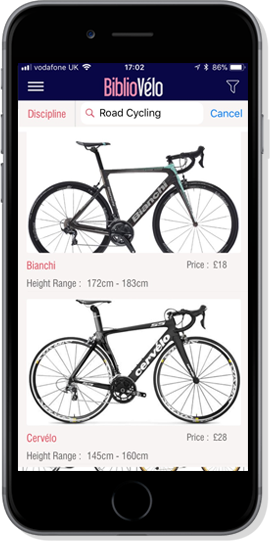 vodafone UK 17:02 86%
BiblioVélo
Discipline Road Cycling Cancel
Bianchi
Bianchi Price : £18
Height Range : 172cm - 183cm
cervélo
Cervélo Price : £28
Height Range : 145cm - 160cm